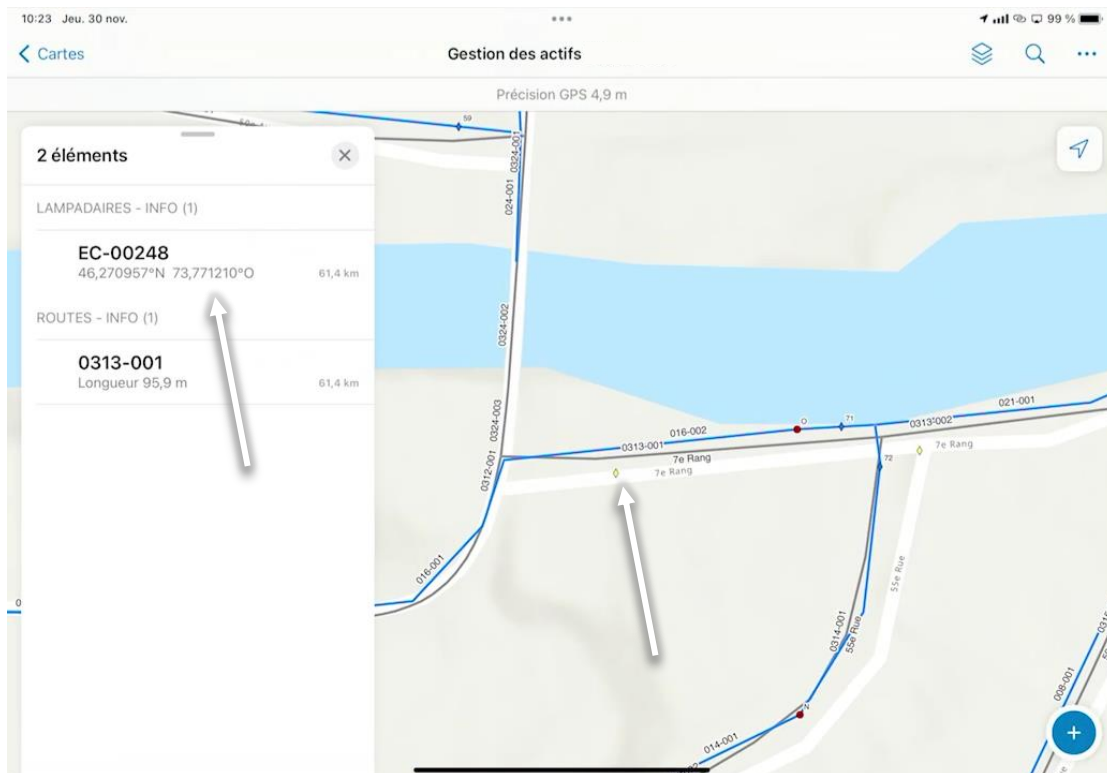 10:23 Jeu. 30 nov.
99 %
Cartes
Gestion des actifs
Précision GPS 4,9 m
2 éléments
LAMPADAIRES - INFO (1)
EC-00248
46,270957°N 73,771210°O
61,4 km
ROUTES - INFO (1)
0313-001
Longueur 95,9 m
61,4 km
59
0324-001
024-001
0324-002
0324-003
0312-001
016-001
0313-001
016-002
7e Rang
7e Rang
O
71
0313-002
021-001
7e Rang
72
55e Rue
0314-001
55e Rue
N
014-001
008-001